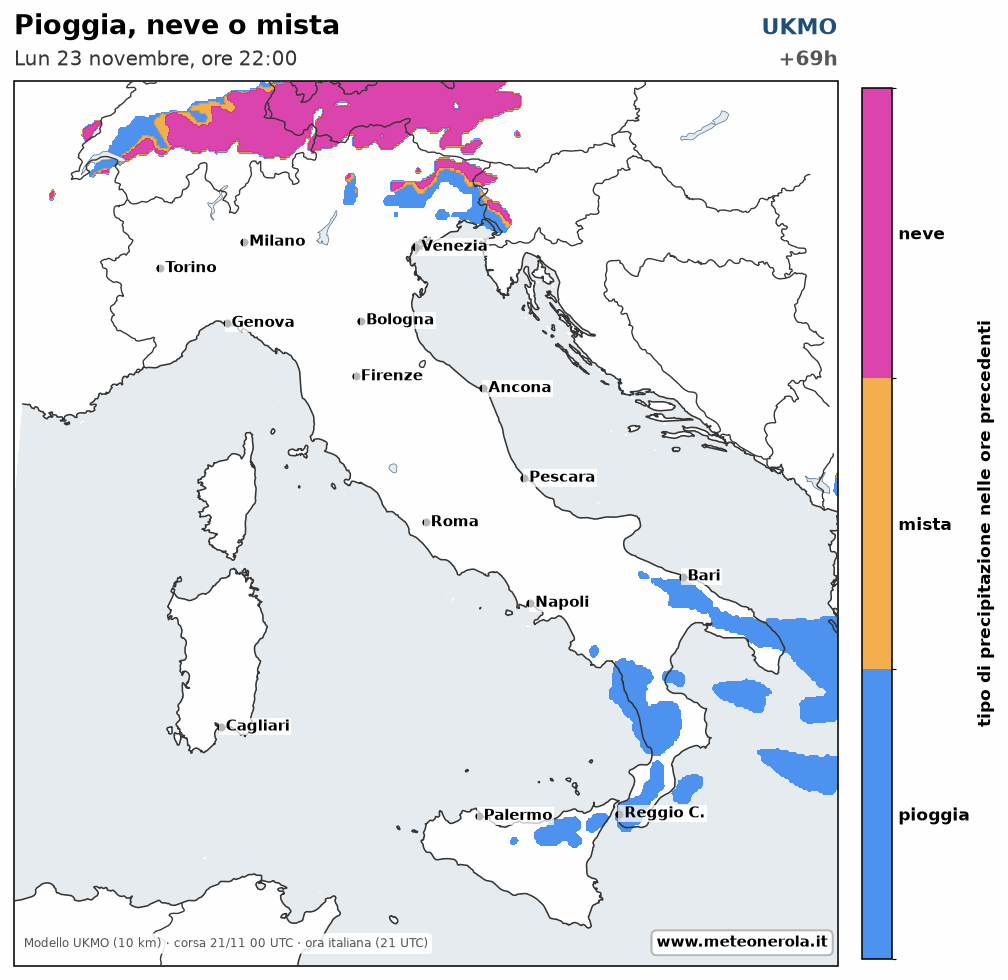 Pioggia, neve o mista
UKMO
Lun 23 novembre, ore 22:00
+69h
neve
Milano
Venezia
Torino
Genova
Bologna
Firenze
Ancona
Pescara
mista
Roma
Bari
Napoli
Cagliari
Palermo
Reggio C.
pioggia
tipo di precipitazione nelle ore precedenti
Modello UKMO (10 km) · corsa 21/11 00 UTC · ora italiana (21 UTC)
www.meteonerola.it